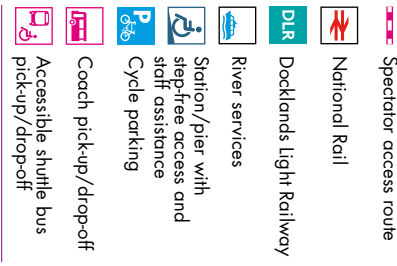 Spectator access route
National Rail
DLR
Docklands Light Railway
River services
Station/pier with
step-free access and
staff assistance
P
Cycle parking
Coach pick-up/drop-off
Accessible shuttle bus
pick-up/drop-off